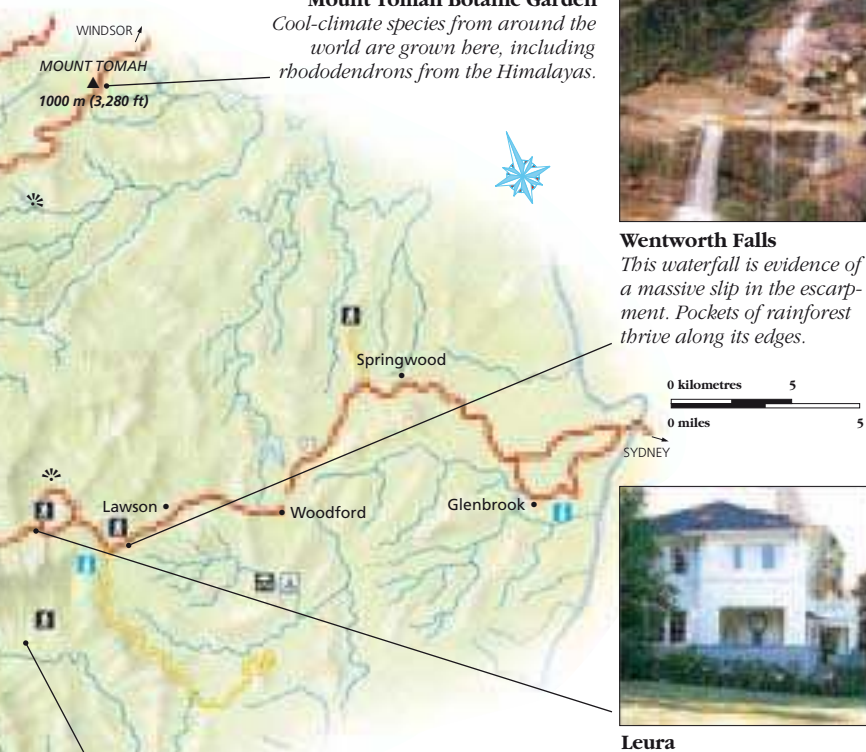 Mount Tomah Botanic Garden
Cool-climate species from around the
world are grown here, including
rhododendrons from the Himalayas.
WINDSOR
MOUNT TOMAH
1000 m (3,280 ft)
Wentworth Falls
This waterfall is evidence of
a massive slip in the escarp-
ment. Pockets of rainforest
thrive along its edges.
Springwood
0 kilometres 5
0 miles 5
SYDNEY
Lawson
Woodford
Glenbrook
Leura